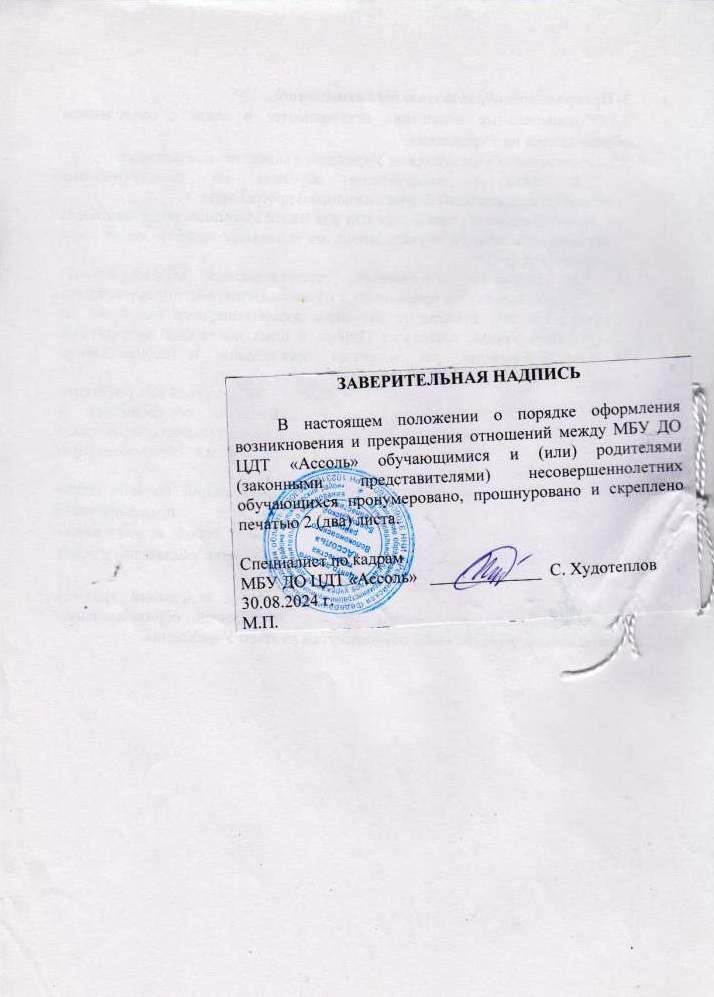 ЗАВЕРИТЕЛЬНАЯ НАДПИСЬ
В настоящем положении о порядке оформления
возникновения и прекращения отношений между МБУ ДО
ЦДТ «Ассоль» обучающимися и (или) родителями
(законными представителями) несовершеннолетних
обучающихся пронумеровано, прошнуровано и скреплено
печатью 2 (два) листа.
Специалист по кадрам
МБУ ДО ЦДТ «Ассоль» ____________ С. Худотеплов
30.08.2024 г.
М.П.